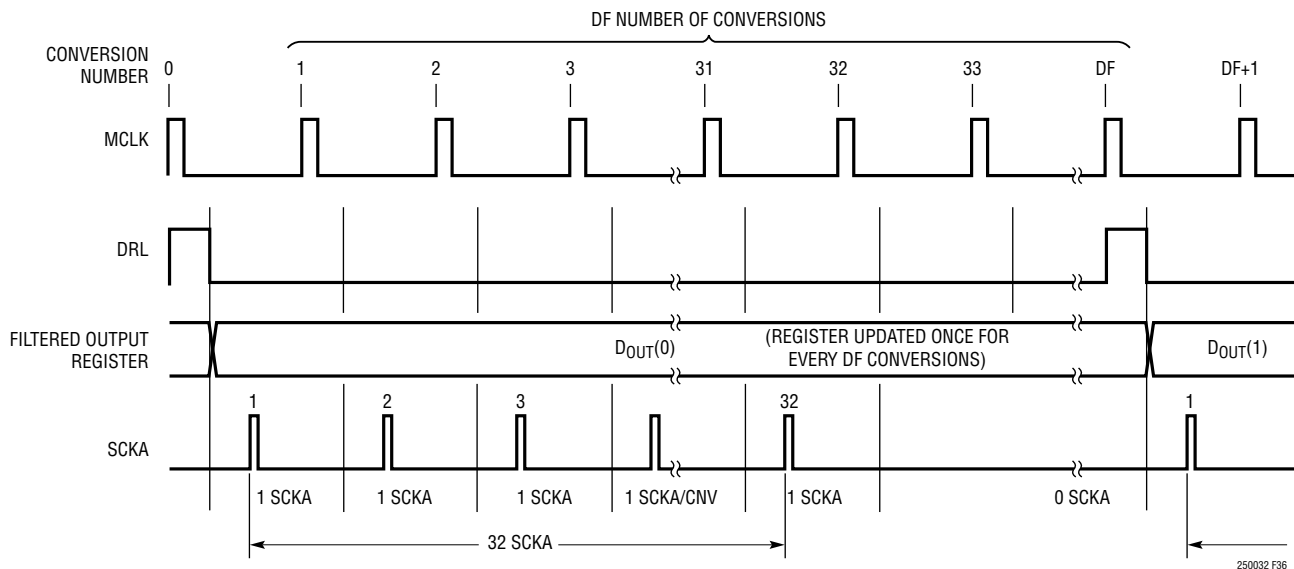 DF NUMBER OF CONVERSIONS
CONVERSION
NUMBER
0 1 2 3 31 32 33 DF DF+1
MCLK
DRL
FILTERED OUTPUT
REGISTER
DOUT(0)
(REGISTER UPDATED ONCE FOR
EVERY DF CONVERSIONS)
DOUT(1)
1 2 3 32 1
SCKA
1 SCKA 1 SCKA 1 SCKA 1 SCKA/CNV 1 SCKA 0 SCKA
32 SCKA
250032 F36